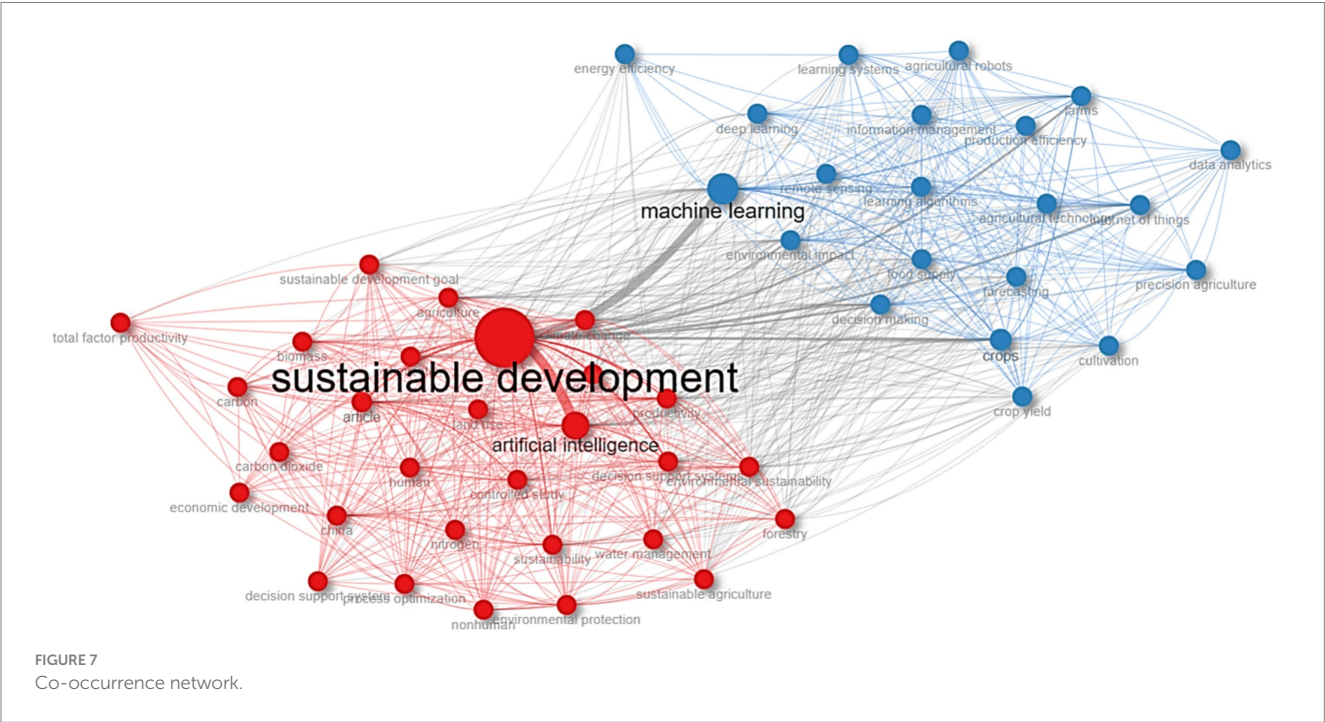 energy efficiency
learning systems
agricultural robots
farms
deep learning
information management
production efficiency
data analytics
remote sensing
learning algorithms
machine learning
agricultural technology
internet of things
environmental impact
food supply
forecasting
precision agriculture
sustainable development goal
agriculture
decision making
total factor productivity
climate change
biomass
crops
cultivation
sustainable development
carbon
article
land use
productivity
crop yield
artificial intelligence
carbon dioxide
human
decision support systems
environmental sustainability
controlled study
economic development
china
nitrogen
sustainability
water management
forestry
decision support system
process optimization
sustainable agriculture
nonhuman
environmental protection
FIGURE 7
Co-occurrence network.